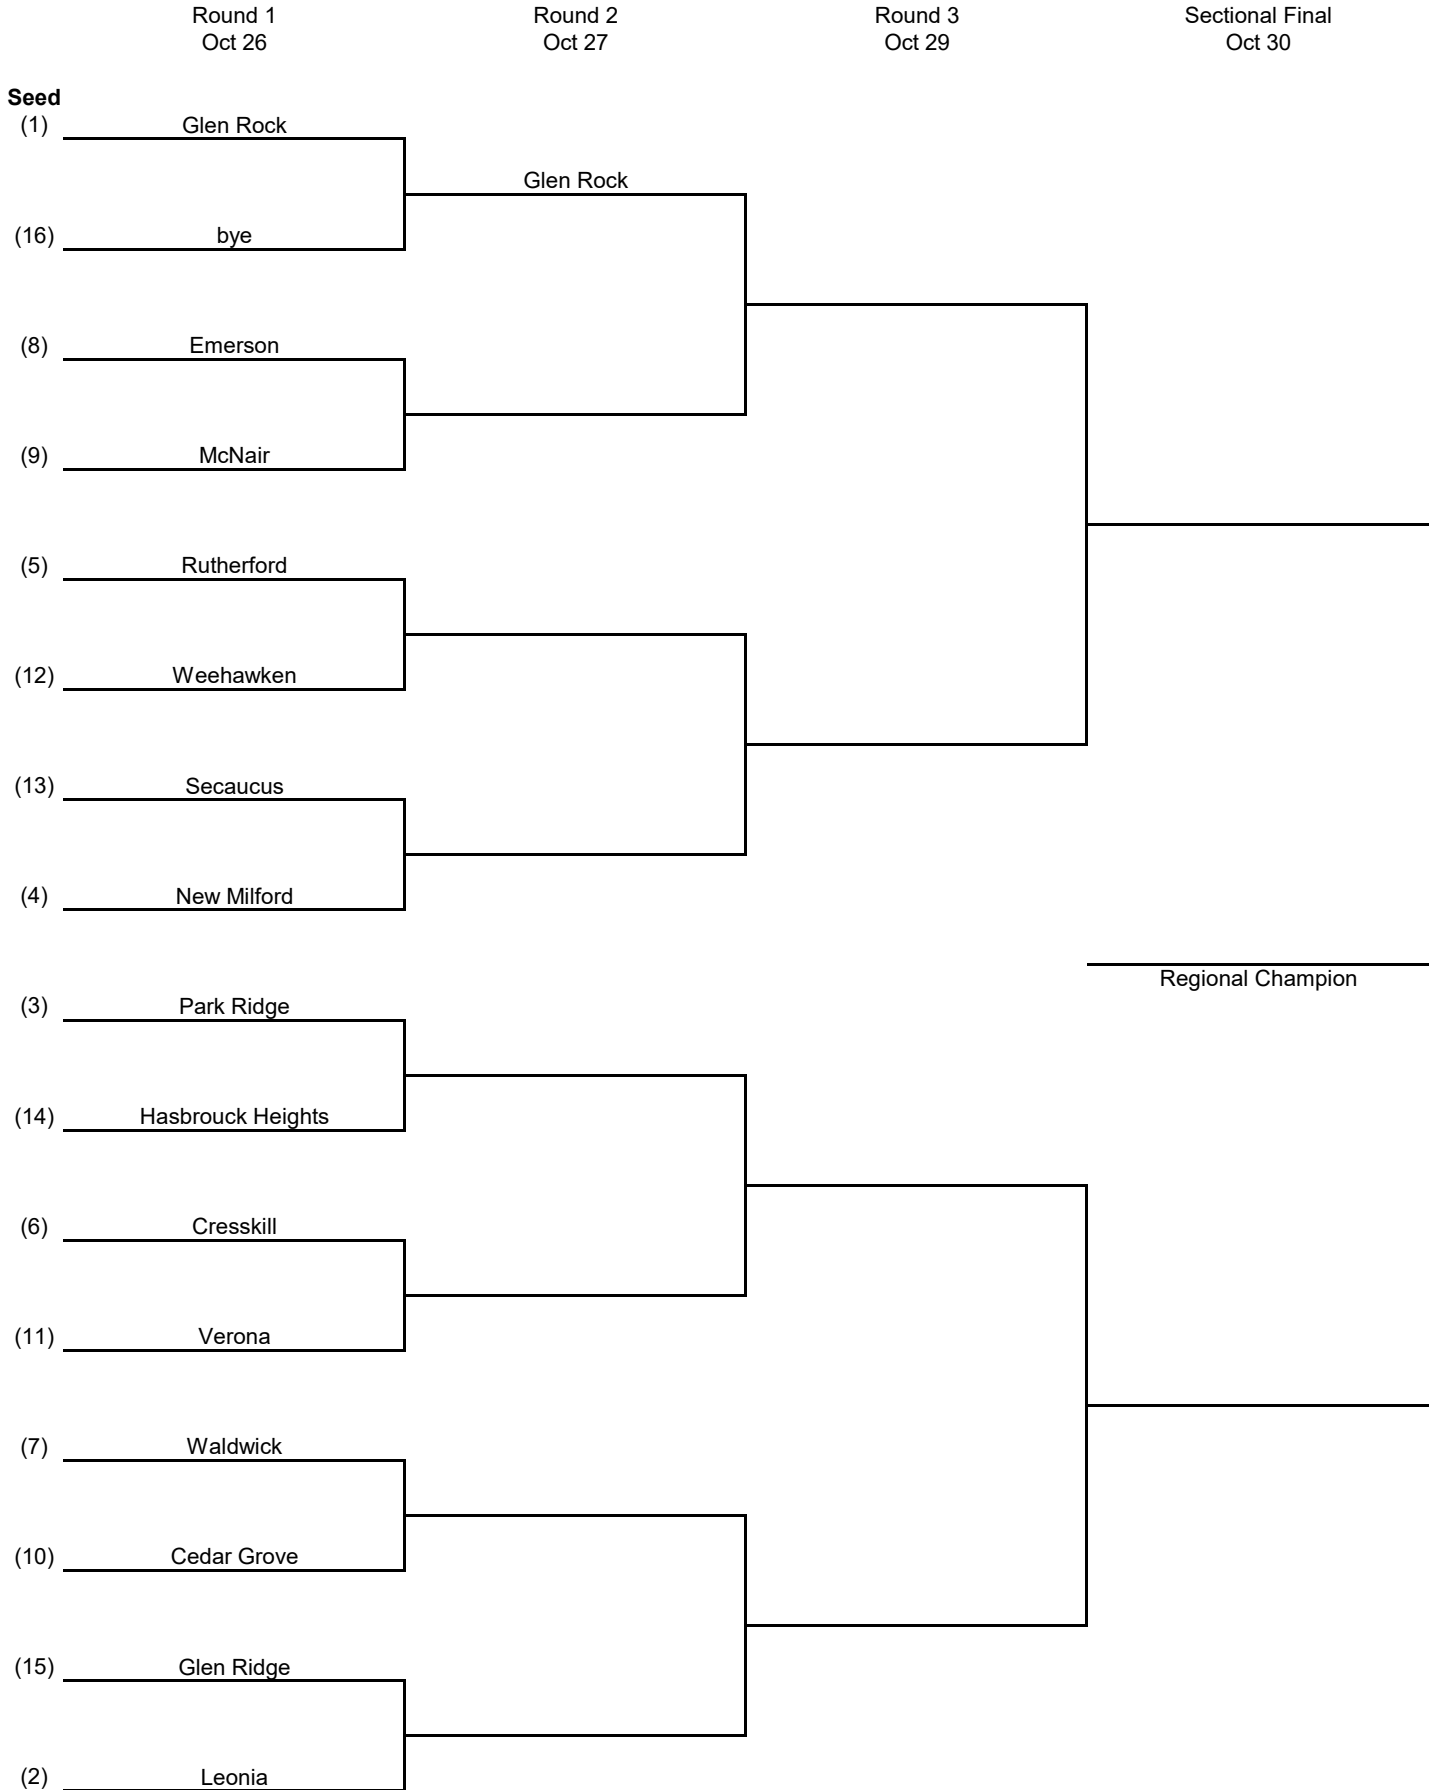 Round 1 Round 2 Round 3 Sectional Final
Oct 26 Oct 27 Oct 29 Oct 30
Seed
(1) Glen Rock
Glen Rock
(16) bye
(8) Emerson
(9) McNair
(5) Rutherford
(12) Weehawken
(13) Secaucus
(4) New Milford
Regional Champion
(3) Park Ridge
(14) Hasbrouck Heights
(6) Cresskill
(11) Verona
(7) Waldwick
(10) Cedar Grove
(15) Glen Ridge
(2) Leonia